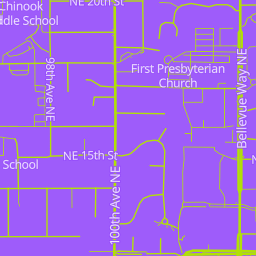 NE 20th St
Chinook
ddle School
98th Ave NE
First Presbyterian
Church
Bellevue Way NE
NE 15th St
School
100th Ave NE
N